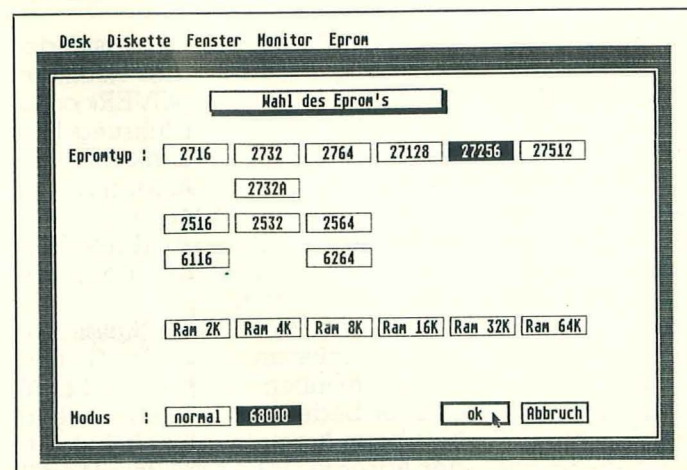 Desk Diskette Fenster Monitor Eprom
Wahl des Eprom's
Epromtyp : 2716 2732 2764 27128 27256 27512
2732A
2516 2532 2564
6116 6264
Ram 2K Ram 4K Ram 8K Ram 16K Ram 32K Ram 64K
Modus : normal 68000 ok Abbruch